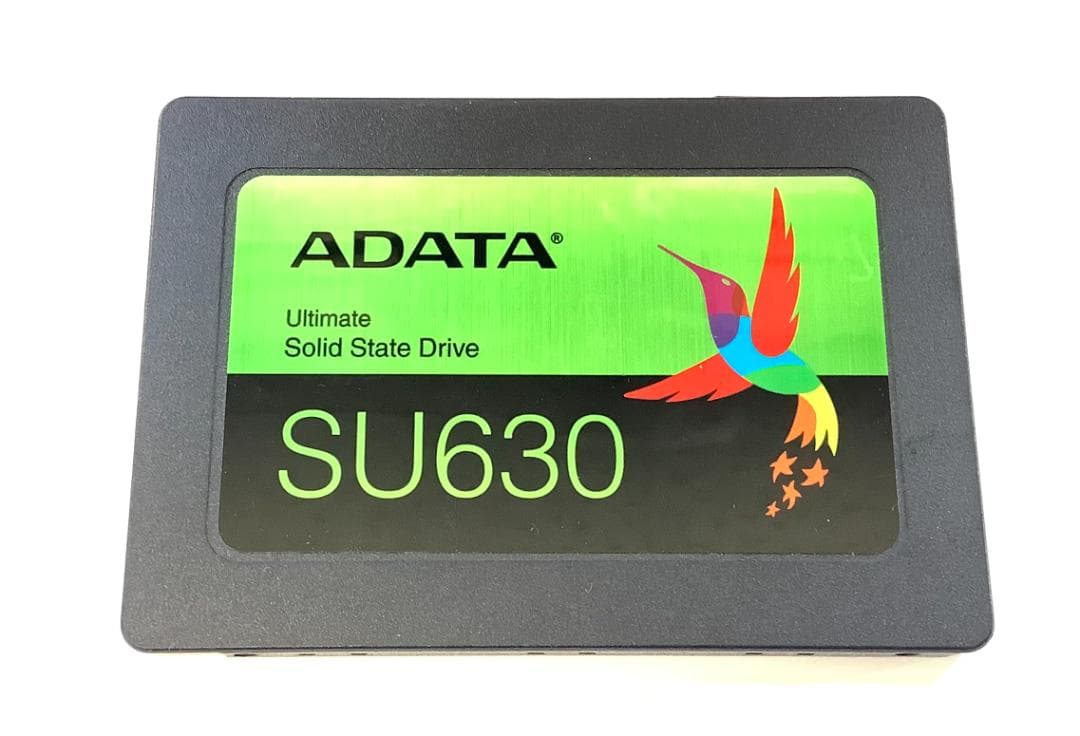 ADATA®
Ultimate
Solid State Drive
SU630